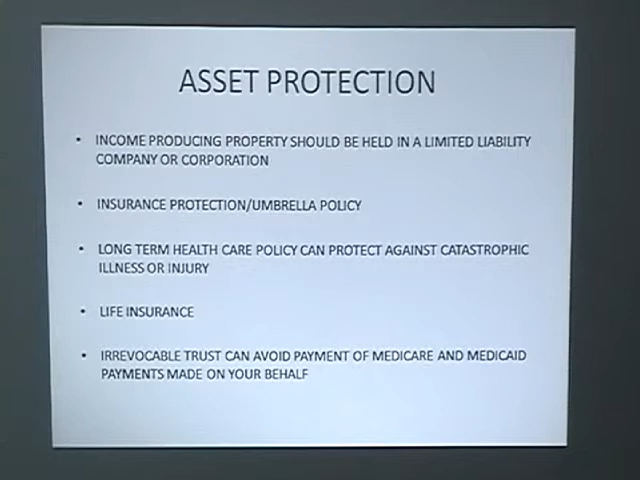 ASSET PROTECTION
• INCOME PRODUCING PROPERTY SHOULD BE HELD IN A LIMITED LIABILITY
COMPANY OR CORPORATION
• INSURANCE PROTECTION/UMBRELLA POLICY
• LONG TERM HEALTH CARE POLICY CAN PROTECT AGAINST CATASTROPHIC
ILLNESS OR INJURY
• LIFE INSURANCE
• IRREVOCABLE TRUST CAN AVOID PAYMENT OF MEDICARE AND MEDICAID
PAYMENTS MADE ON YOUR BEHALF